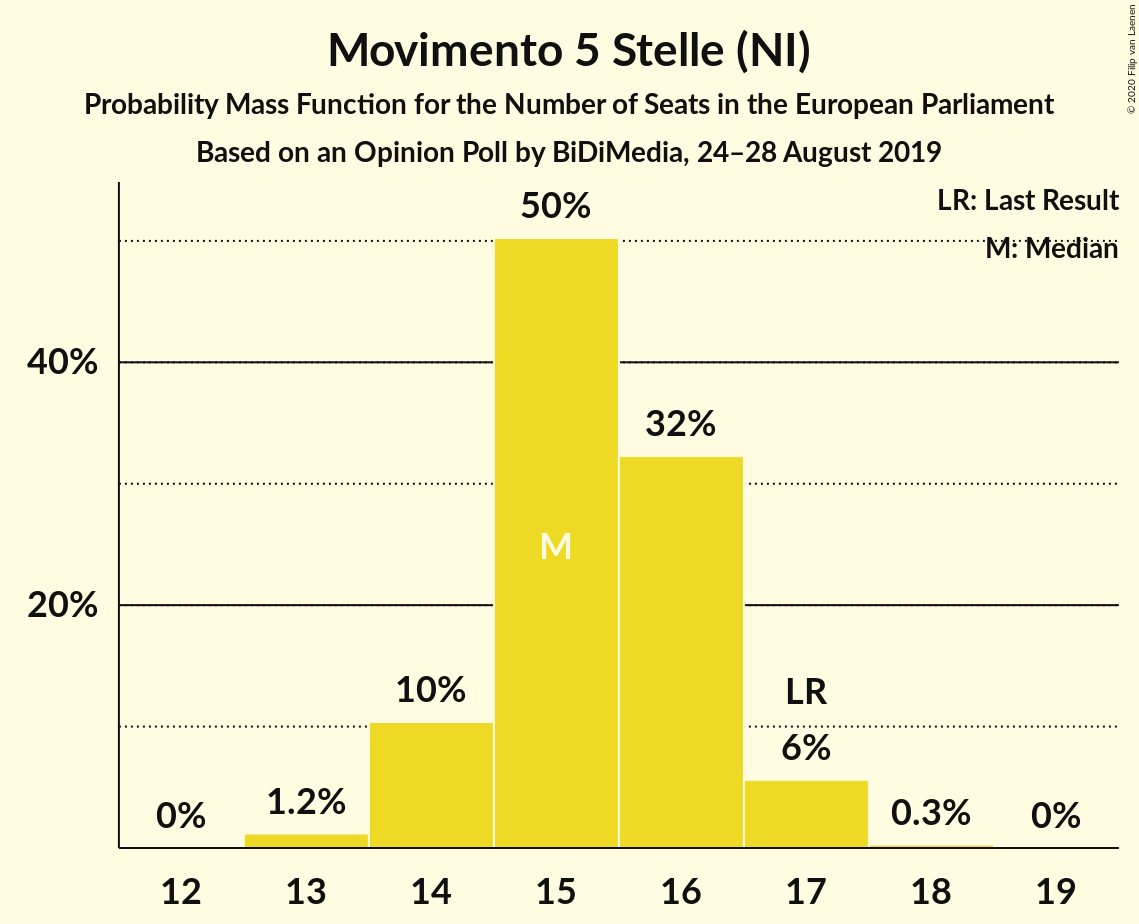 Movimento 5 Stelle (NI)
Probability Mass Function for the Number of Seats in the European Parliament
Based on an Opinion Poll by BiDiMedia, 24–28 August 2019
© 2020 Filip van Laenen
LR: Last Result
M: Median
50%
40%
32%
M
20%
LR
10%
6%
1.2%
0%
0.3%
0%
12 13 14 15 16 17 18 19